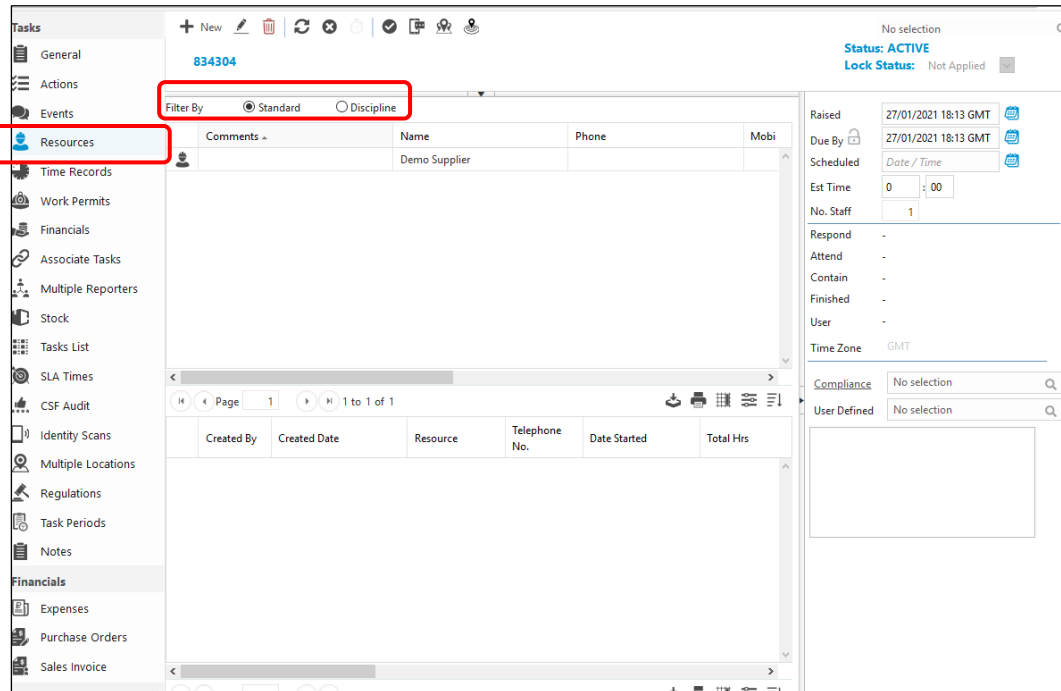 Tasks
General
Actions
Events
Resources
Time Records
Work Permits
Financials
Associate Tasks
Multiple Reporters
Stock
Tasks List
SLA Times
CSF Audit
Identity Scans
Multiple Locations
Regulations
Task Periods
Notes
Financials
Expenses
Purchase Orders
Sales Invoice
New
834304
No selection
Status: ACTIVE
Lock Status: Not Applied
Filter By Standard Discipline
Comments Name Phone Mobi
Demo Supplier
Page 1 1 to 1 of 1
Created By Created Date Resource Telephone No. Date Started Total Hrs
Raised 27/01/2021 18:13 GMT
Due By 27/01/2021 18:13 GMT
Scheduled Date / Time
Est Time 0 : 00
No. Staff 1
Respond -
Attend -
Contain -
Finished -
User -
Time Zone GMT
Compliance No selection
User Defined No selection